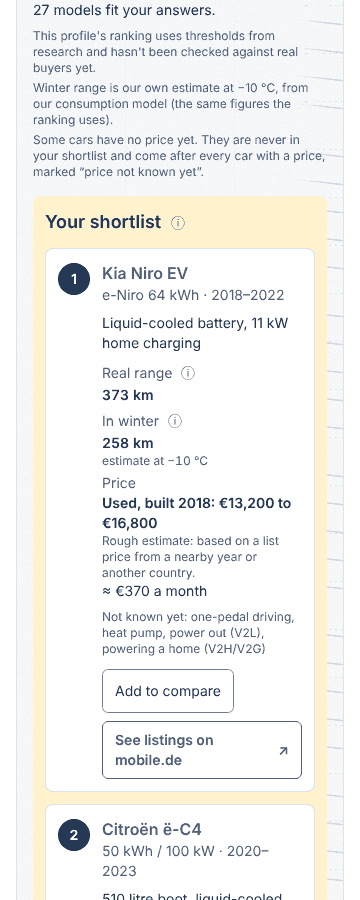 27 models fit your answers.
This profile's ranking uses thresholds from
research and hasn't been checked against real
buyers yet.
Winter range is our own estimate at −10 °C, from
our consumption model (the same figures the
ranking uses).
Some cars have no price yet. They are never in
your shortlist and come after every car with a price,
marked “price not known yet”.
Your shortlist ⓘ
1
Kia Niro EV
e-Niro 64 kWh · 2018–2022
Liquid-cooled battery, 11 kW
home charging
Real range ⓘ
373 km
In winter ⓘ
258 km
estimate at −10 °C
Price
Used, built 2018: €13,200 to
€16,800
Rough estimate: based on a list
price from a nearby year or
another country.
≈ €370 a month
Not known yet: one-pedal driving,
heat pump, power out (V2L),
powering a home (V2H/V2G)
Add to compare
See listings on
mobile.de ↗
2
Citroën ë-C4
50 kWh / 100 kW · 2020–
2023
510 litre boot, liquid-cooled